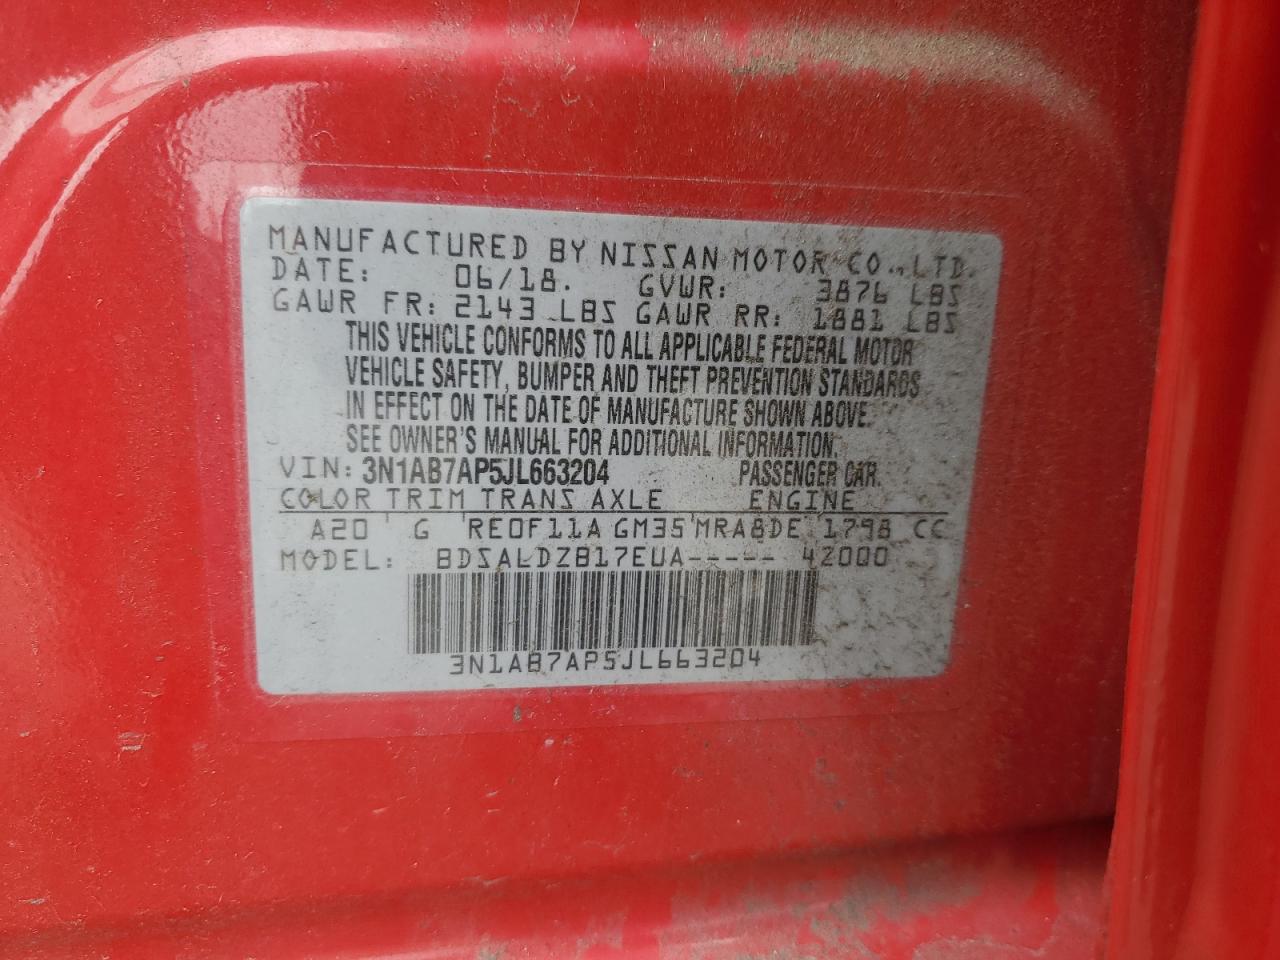 MANUFACTURED BY NISSAN MOTOR CO., LTD.
DATE: 06/18. GVWR: 3876 LBS
GAWR FR: 2143 LBS GAWR RR: 1881 LBS
THIS VEHICLE CONFORMS TO ALL APPLICABLE FEDERAL MOTOR
VEHICLE SAFETY, BUMPER AND THEFT PREVENTION STANDARDS
IN EFFECT ON THE DATE OF MANUFACTURE SHOWN ABOVE.
SEE OWNER'S MANUAL FOR ADDITIONAL INFORMATION.
VIN: 3N1AB7AP5JL663204 PASSENGER CAR.
COLOR TRIM TRANS AXLE ENGINE
A20 ' G ' RE0F11A GM35 ' MRA8DE 1798 CC
MODEL: BDSALDZB17EUA----- 42000
3N1AB7AP5JL663204